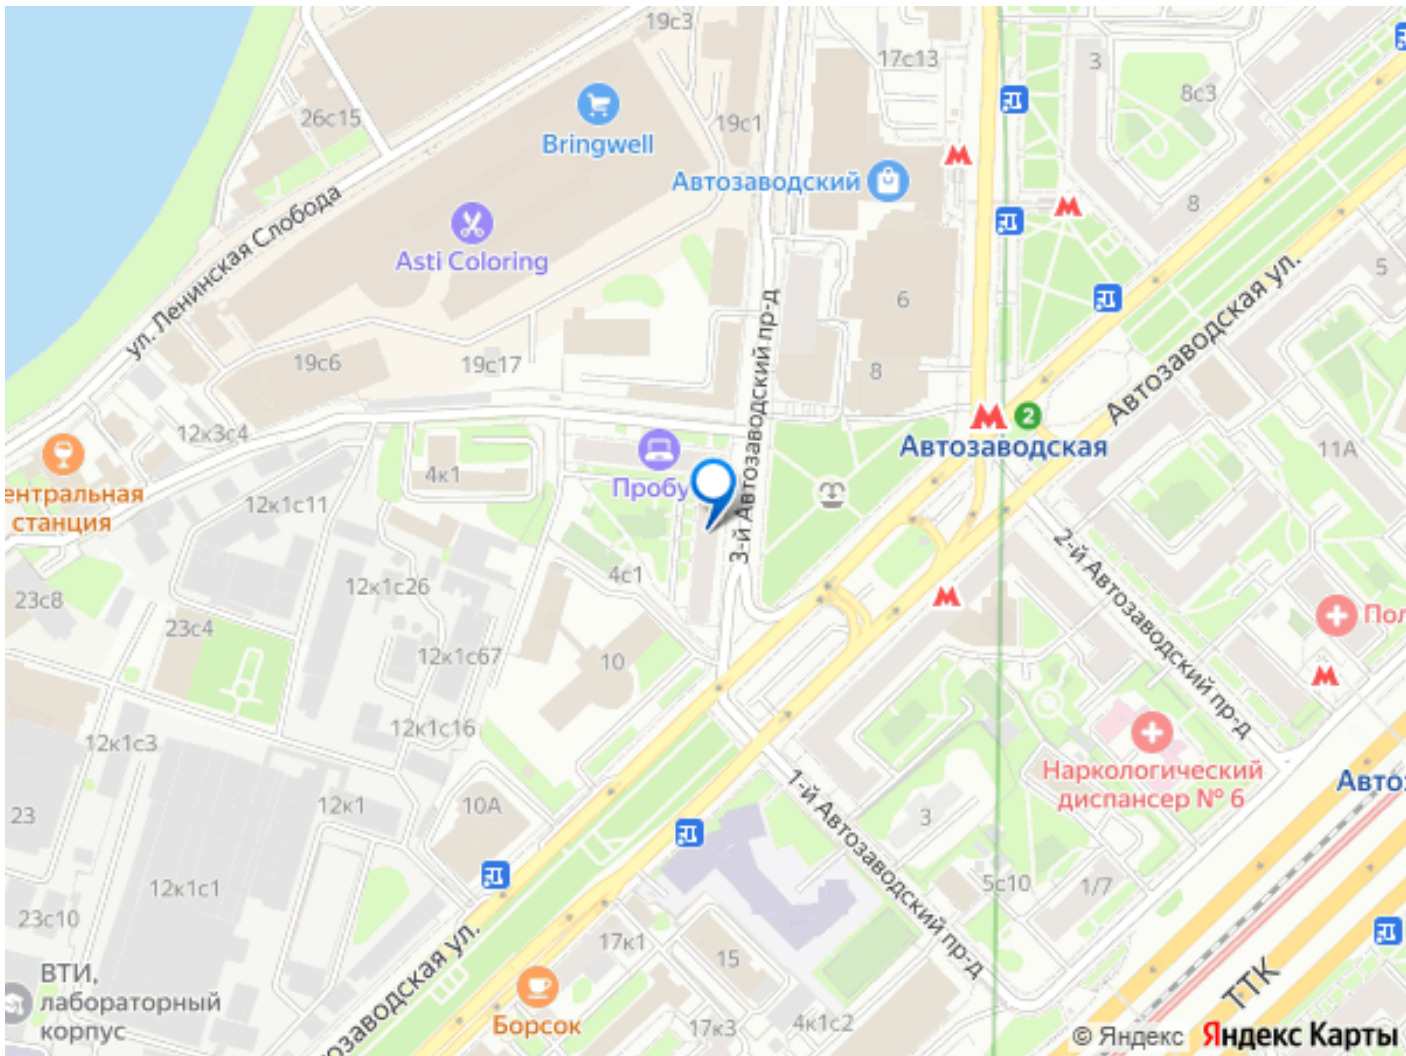 19с3
17с13
3
8с3
26с15
Bringwell
19с1
Автозаводский
М
М
8
ул. Ленинская Слобода
Asti Coloring
5
6
Автозаводская ул.
3-й Автозаводский пр-д
19с6
19с17
8
М
2
Автозаводская
12к3с4
11А
4к1
Пробу
ентральная
станция
12к1с11
2-й Автозаводский пр-д
4с1
12к1с26
23с8
М
Пол
23с4
12к1с67
10
М
12к1с16
12к1с3
Наркологический
диспансер № 6
Авто
1-й Автозаводский пр-д
23
12к1
10А
3
12к1с1
5с10
1/7
23с10
17к1
15
ВТИ,
лабораторный
корпус
озаводская ул.
Борсок
17к3
4к1с2
ТТК
© Яндекс Яндекс Карты